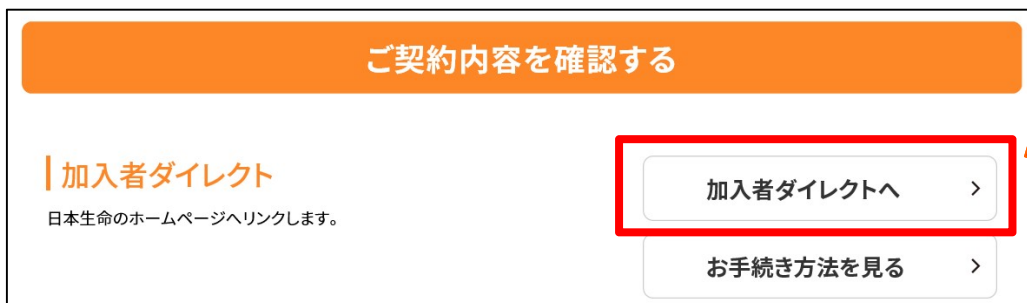 ご契約内容を確認する
加入者ダイレクト
日本生命のホームページへリンクします。
加入者ダイレクトへ
お手続き方法を見る